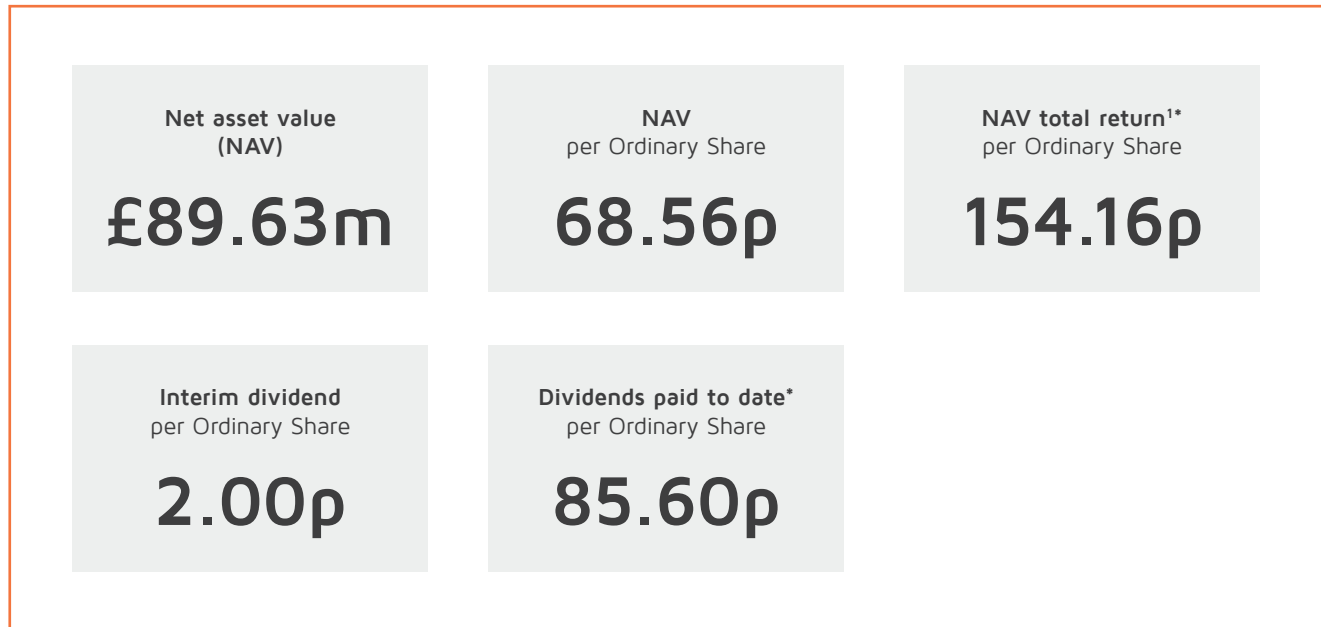 Net asset value
(NAV)
£89.63m
NAV
per Ordinary Share
68.56p
NAV total return¹*
per Ordinary Share
154.16p
Interim dividend
per Ordinary Share
2.00p
Dividends paid to date*
per Ordinary Share
85.60p